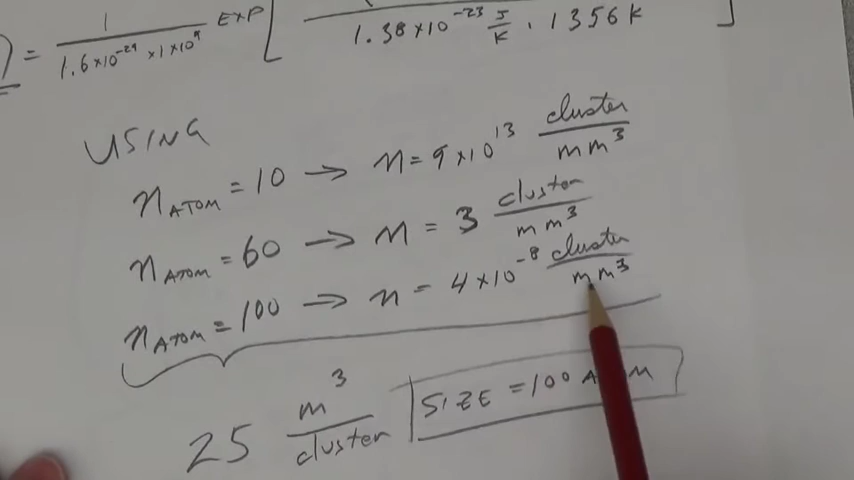 = 1 / 1.6×10⁻²⁹ × 1×10⁹ EXP[ / 1.38×10⁻²³ J/K · 1356 K ]
USING
n_ATOM = 10 → n = 9×10¹³ cluster/mm³
n_ATOM = 60 → n = 3 cluster/mm³
n_ATOM = 100 → n = 4×10⁻⁸ cluster/mm³
25 m³/cluster SIZE = 100